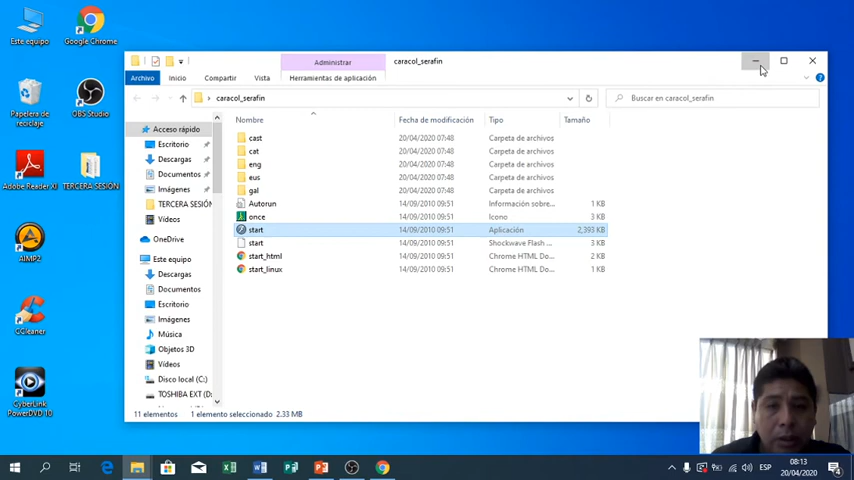 Este equipo
Google Chrome
Papelera de
reciclaje
OBS Studio
Adobe Reader XI
TERCERA SESIÓN
AIMP2
CCleaner
CyberLink
PowerDVD 10
Administrar
caracol_serafin
Archivo
Inicio
Compartir
Vista
Herramientas de aplicación
caracol_serafin
Buscar en caracol_serafin
Nombre
Fecha de modificación
Tipo
Tamaño
Acceso rápido
Escritorio
Descargas
Documentos
Imágenes
TERCERA SESIÓN
Vídeos
OneDrive
Este equipo
Descargas
Documentos
Escritorio
Imágenes
Música
Objetos 3D
Vídeos
Disco local (C:)
TOSHIBA EXT (D:
cast 20/04/2020 07:48 Carpeta de archivos
cat 20/04/2020 07:48 Carpeta de archivos
eng 20/04/2020 07:48 Carpeta de archivos
eus 20/04/2020 07:48 Carpeta de archivos
gal 20/04/2020 07:48 Carpeta de archivos
Autorun 14/09/2010 09:51 Información sobre... 1 KB
once 14/09/2010 09:51 Icono 3 KB
start 14/09/2010 09:51 Aplicación 2,393 KB
start 14/09/2010 09:51 Shockwave Flash ... 3 KB
start_html 14/09/2010 09:51 Chrome HTML Do... 2 KB
start_linux 14/09/2010 09:51 Chrome HTML Do... 1 KB
11 elementos
1 elemento seleccionado 2.33 MB
ESP
08:13
20/04/2020
4